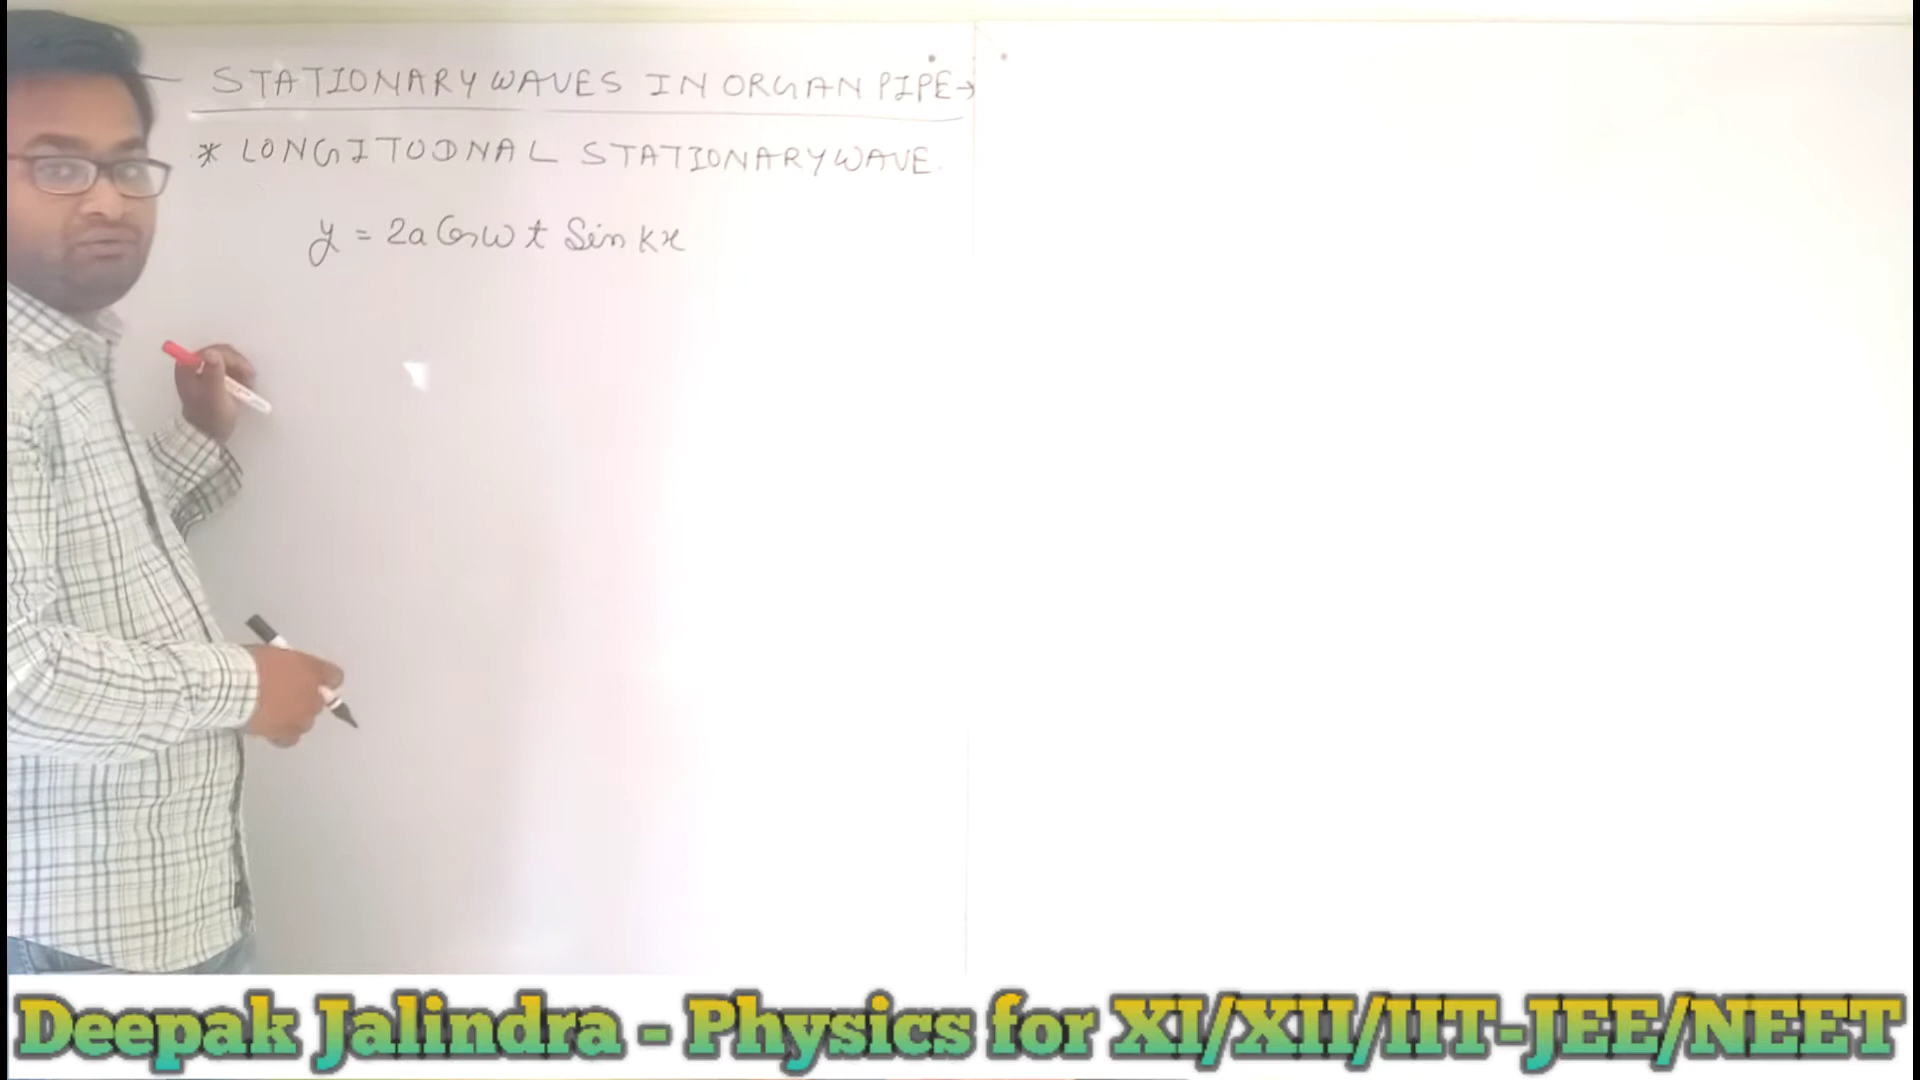 STATIONARY WAVES IN ORGAN PIPE →
* LONGITUDNAL STATIONARY WAVE.
y = 2a Cos ωt Sin kx
Deepak Jalindra - Physics for XI/XII/IIT-JEE/NEET